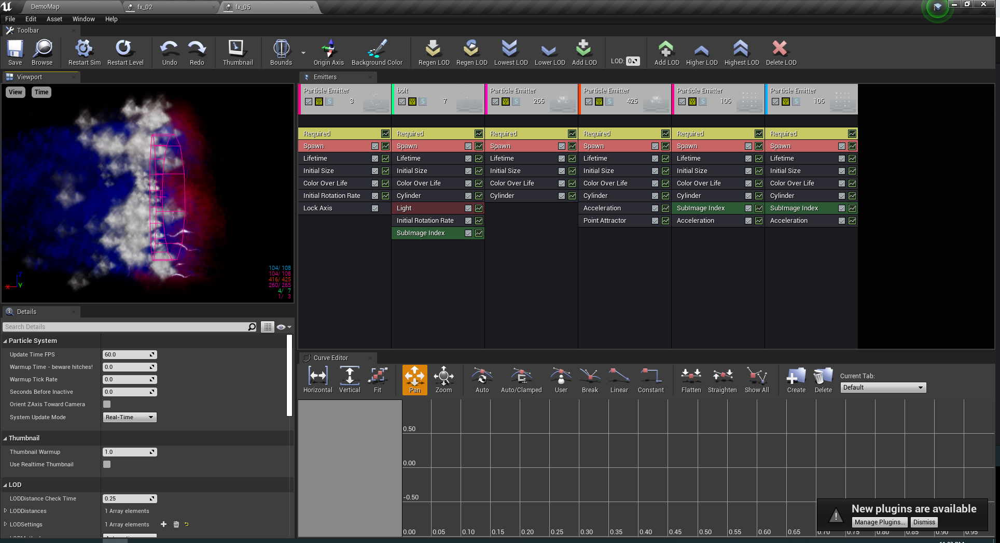 DemoMap fx_02 fx_05
File Edit Asset Window Help
Toolbar
Save Browse Restart Sim Restart Level Undo Redo Thumbnail Bounds Origin Axis Background Color Regen LOD Regen LOD Lowest LOD Lower LOD Add LOD LOD: 0 Add LOD Higher LOD Highest LOD Delete LOD
Viewport
View Time
104/ 108
104/ 108
416/ 425
260/ 265
4/ 7
1/ 3
X Z Y
Emitters
Particle Emitter bolt Particle Emitter Particle Emitter Particle Emitter Particle Emitter
S 3 S 7 S 265 S 425 S 106 S 106
Required Required Required Required Required Required
Spawn Spawn Spawn Spawn Spawn Spawn
Lifetime Lifetime Lifetime Lifetime Lifetime Lifetime
Initial Size Initial Size Initial Size Initial Size Initial Size Initial Size
Color Over Life Color Over Life Color Over Life Color Over Life Color Over Life Color Over Life
Initial Rotation Rate Cylinder Cylinder Cylinder Cylinder Cylinder
Lock Axis Light Acceleration SubImage Index SubImage Index
Initial Rotation Rate Point Attractor Acceleration Acceleration
SubImage Index
Details
Search Details
Particle System
Update Time FPS 60.0
Warmup Time - beware hitches! 0.0
Warmup Tick Rate 0.0
Seconds Before Inactive 0.0
Orient ZAxis Toward Camera
System Update Mode Real-Time
Thumbnail
Thumbnail Warmup 1.0
Use Realtime Thumbnail
LOD
LODDistance Check Time 0.25
LODDistances 1 Array elements
LODSettings 1 Array elements
Curve Editor
Horizontal Vertical Fit Pan Zoom Auto Auto/Clamped User Break Linear Constant Flatten Straighten Show All Create Delete
Current Tab:
Default
0.50
0.00
-0.50
0.00 0.05 0.10 0.15 0.20 0.25 0.30 0.35 0.40 0.45 0.50 0.55 0.60 0.65 0.70 0.75 0.80 0.85 0.90 0.95
New plugins are available
Manage Plugins... Dismiss